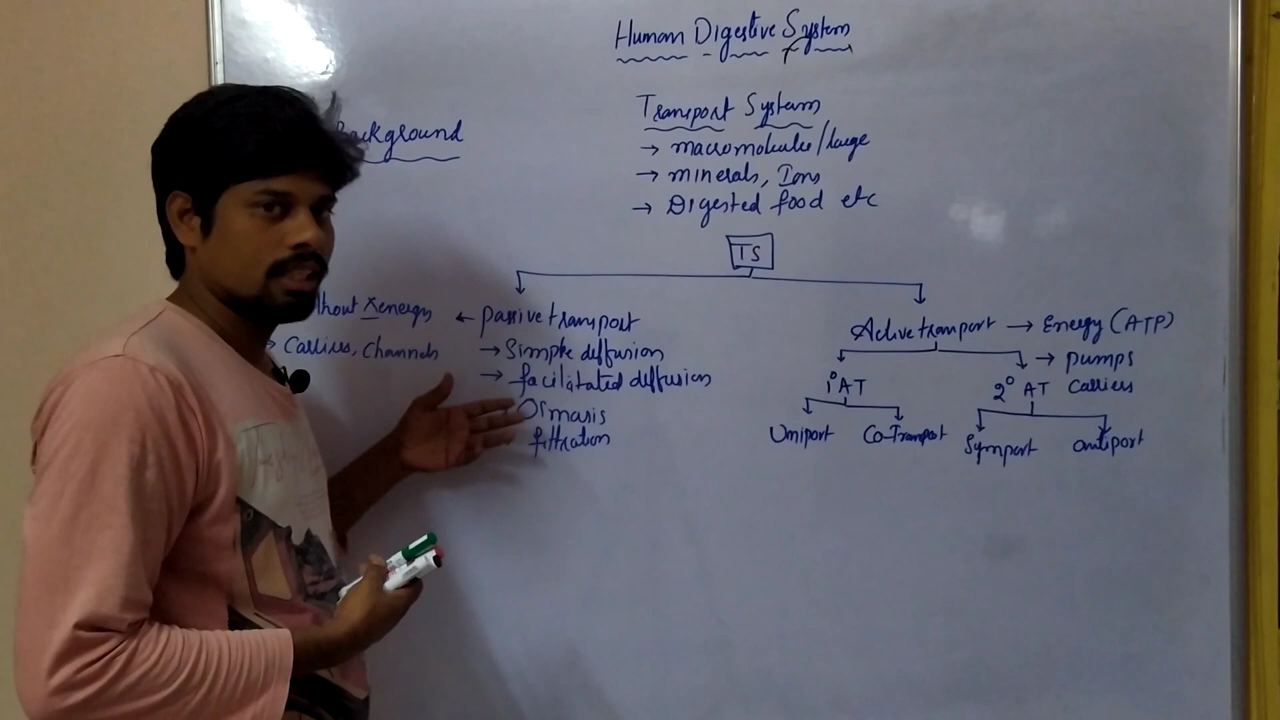 Human Digestive System
Background
Transport System
→ macromolecules/large
→ minerals, Ions
→ Digested food etc
TS
thout x energy ← passive transport
→ Carriers, Channels
→ Simple diffusion
→ facilitated diffusion
Osmasis
filtration
Active transport → Energy (ATP)
→ pumps
Carriers
1° AT
2° AT
Uniport
Co-Transport
Symport
antiport